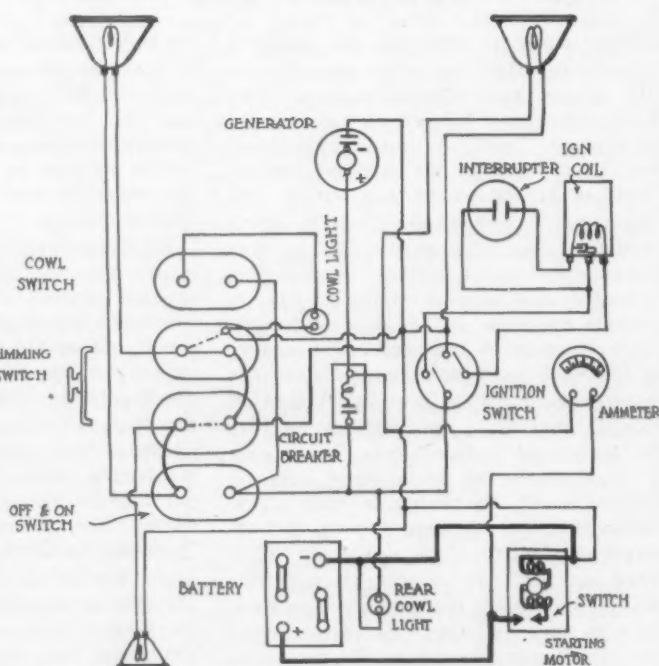 GENERATOR
-
+
IGN
COIL
INTERRUPTER
COWL LIGHT
COWL
SWITCH
IMMING
SWITCH
+
IGNITION
SWITCH
AMMETER
CIRCUIT
BREAKER
OFF & ON
SWITCH
BATTERY
-
+
REAR
COWL
LIGHT
SWITCH
STARTING
MOTOR